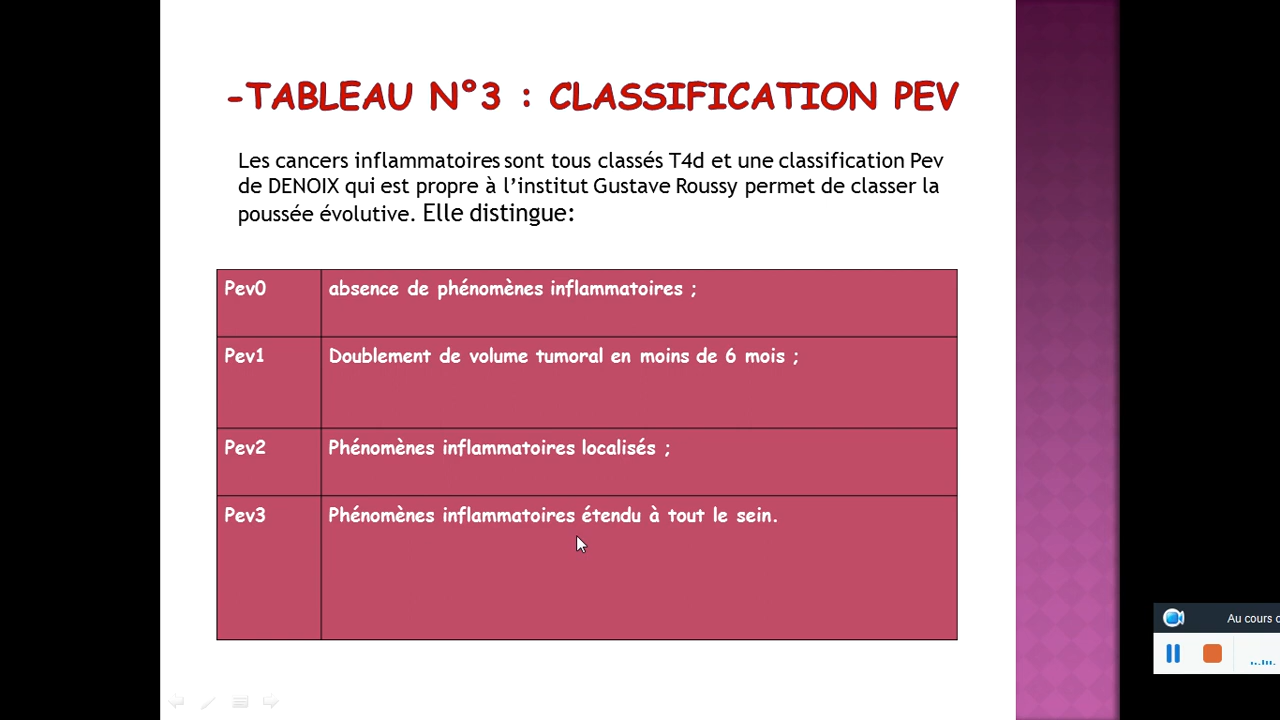 -TABLEAU N°3 : CLASSIFICATION PEV
Les cancers inflammatoires sont tous classés T4d et une classification Pev
de DENOIX qui est propre à l’institut Gustave Roussy permet de classer la
poussée évolutive. Elle distingue:
Pev0 absence de phénomènes inflammatoires ;
Pev1 Doublement de volume tumoral en moins de 6 mois ;
Pev2 Phénomènes inflammatoires localisés ;
Pev3 Phénomènes inflammatoires étendu à tout le sein.
Au cours